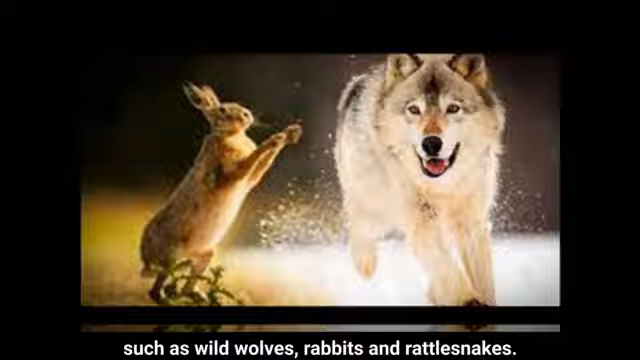 such as wild wolves, rabbits and rattlesnakes.